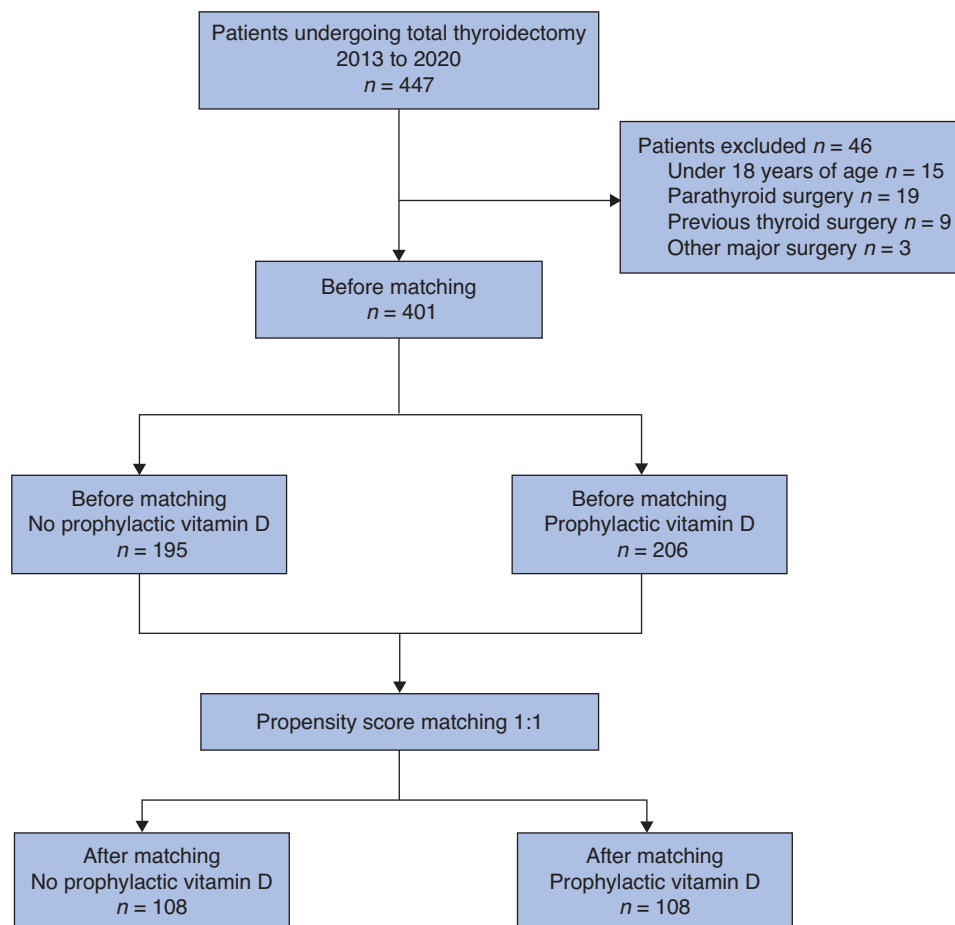 Patients undergoing total thyroidectomy
2013 to 2020
n = 447
Patients excluded n = 46
Under 18 years of age n = 15
Parathyroid surgery n = 19
Previous thyroid surgery n = 9
Other major surgery n = 3
Before matching
n = 401
Before matching
No prophylactic vitamin D
n = 195
Before matching
Prophylactic vitamin D
n = 206
Propensity score matching 1:1
After matching
No prophylactic vitamin D
n = 108
After matching
Prophylactic vitamin D
n = 108